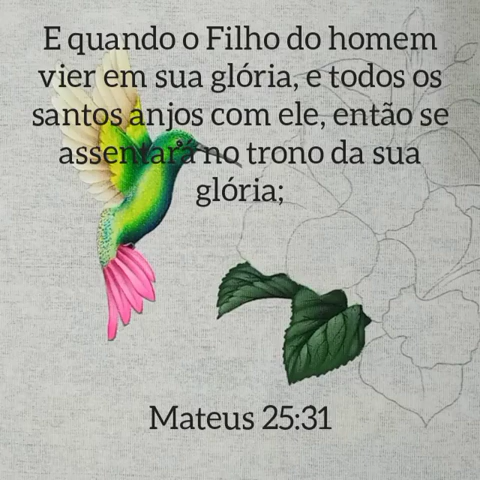 E quando o Filho do homem
vier em sua glória, e todos os
santos anjos com ele, então se
assentará no trono da sua
glória;
Mateus 25:31